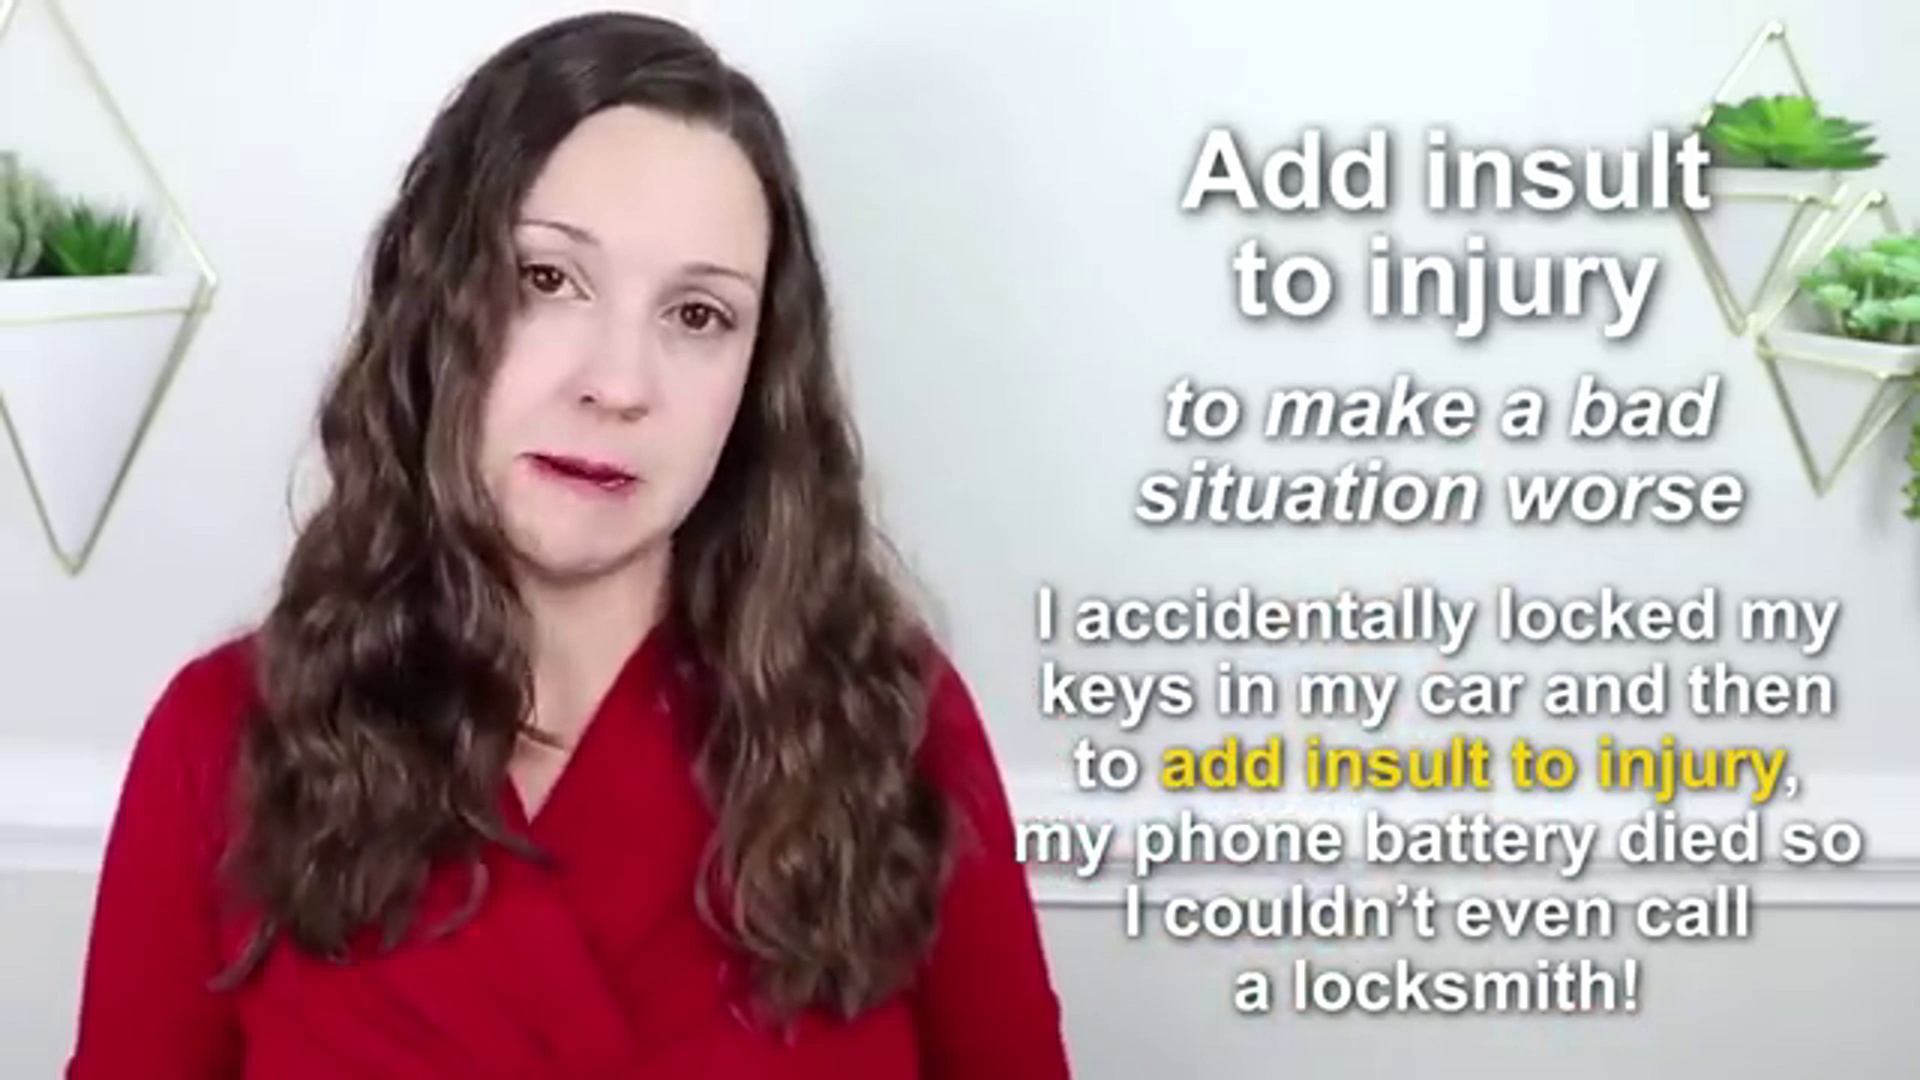 Add insult
to injury
to make a bad
situation worse
I accidentally locked my
keys in my car and then
to add insult to injury,
my phone battery died so
I couldn’t even call
a locksmith!